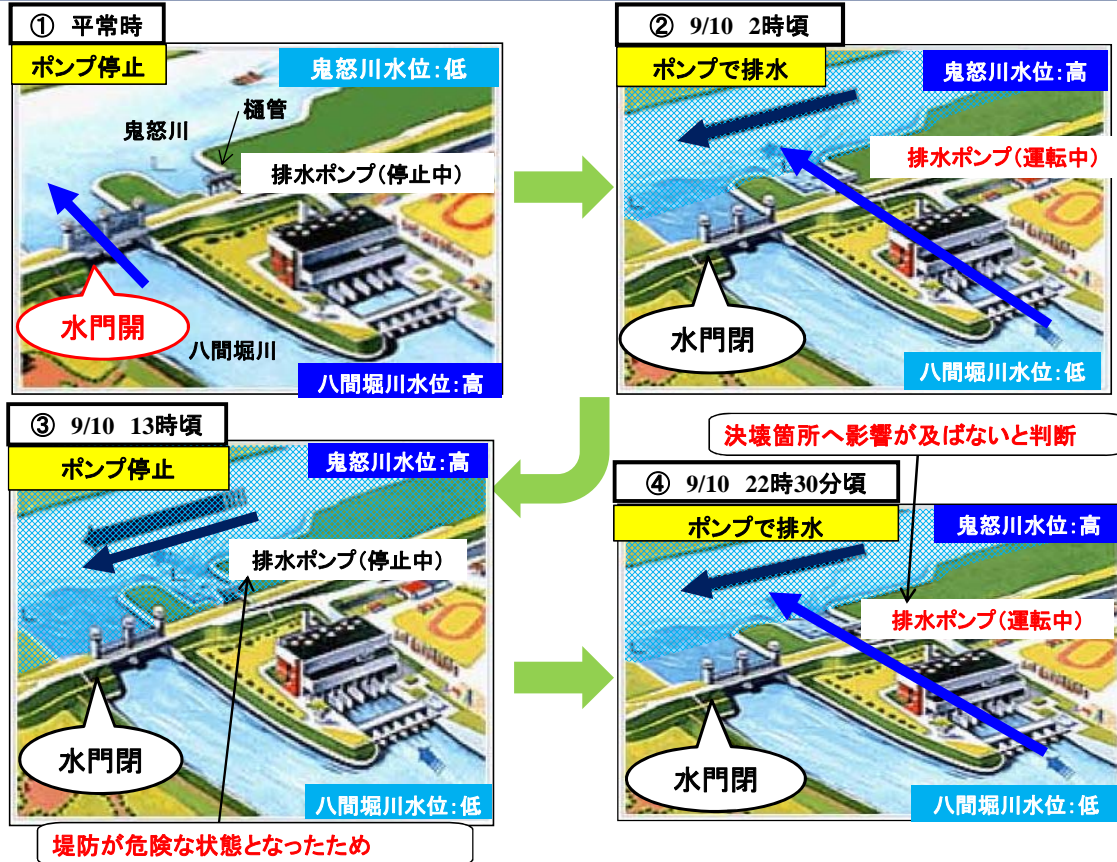 ① 平常時
ポンプ停止
鬼怒川水位:低
樋管
鬼怒川
排水ポンプ(停止中)
水門開
八間堀川
八間堀川水位:高
② 9/10 2時頃
ポンプで排水
鬼怒川水位:高
排水ポンプ(運転中)
水門閉
八間堀川水位:低
③ 9/10 13時頃
ポンプ停止
鬼怒川水位:高
排水ポンプ(停止中)
水門閉
八間堀川水位:低
堤防が危険な状態となったため
決壊箇所へ影響が及ばないと判断
④ 9/10 22時30分頃
ポンプで排水
鬼怒川水位:高
排水ポンプ(運転中)
水門閉
八間堀川水位:低